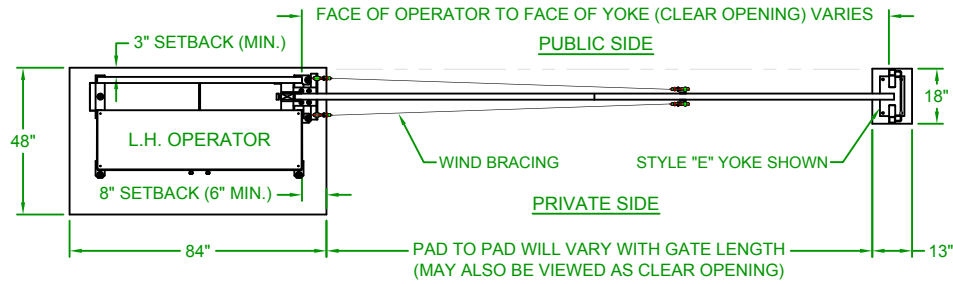 FACE OF OPERATOR TO FACE OF YOKE (CLEAR OPENING) VARIES
3" SETBACK (MIN.)
PUBLIC SIDE
48"
18"
L.H. OPERATOR
WIND BRACING
STYLE "E" YOKE SHOWN
8" SETBACK (6" MIN.)
PRIVATE SIDE
84"
PAD TO PAD WILL VARY WITH GATE LENGTH
13"
(MAY ALSO BE VIEWED AS CLEAR OPENING)